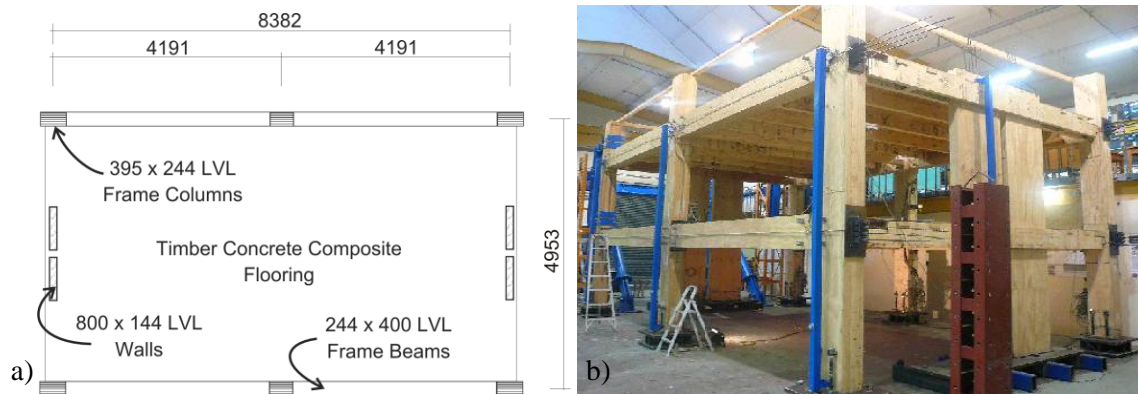 8382
4191 4191
395 x 244 LVL
Frame Columns
Timber Concrete Composite
Flooring
4953
800 x 144 LVL
Walls
244 x 400 LVL
Frame Beams
a)
b)